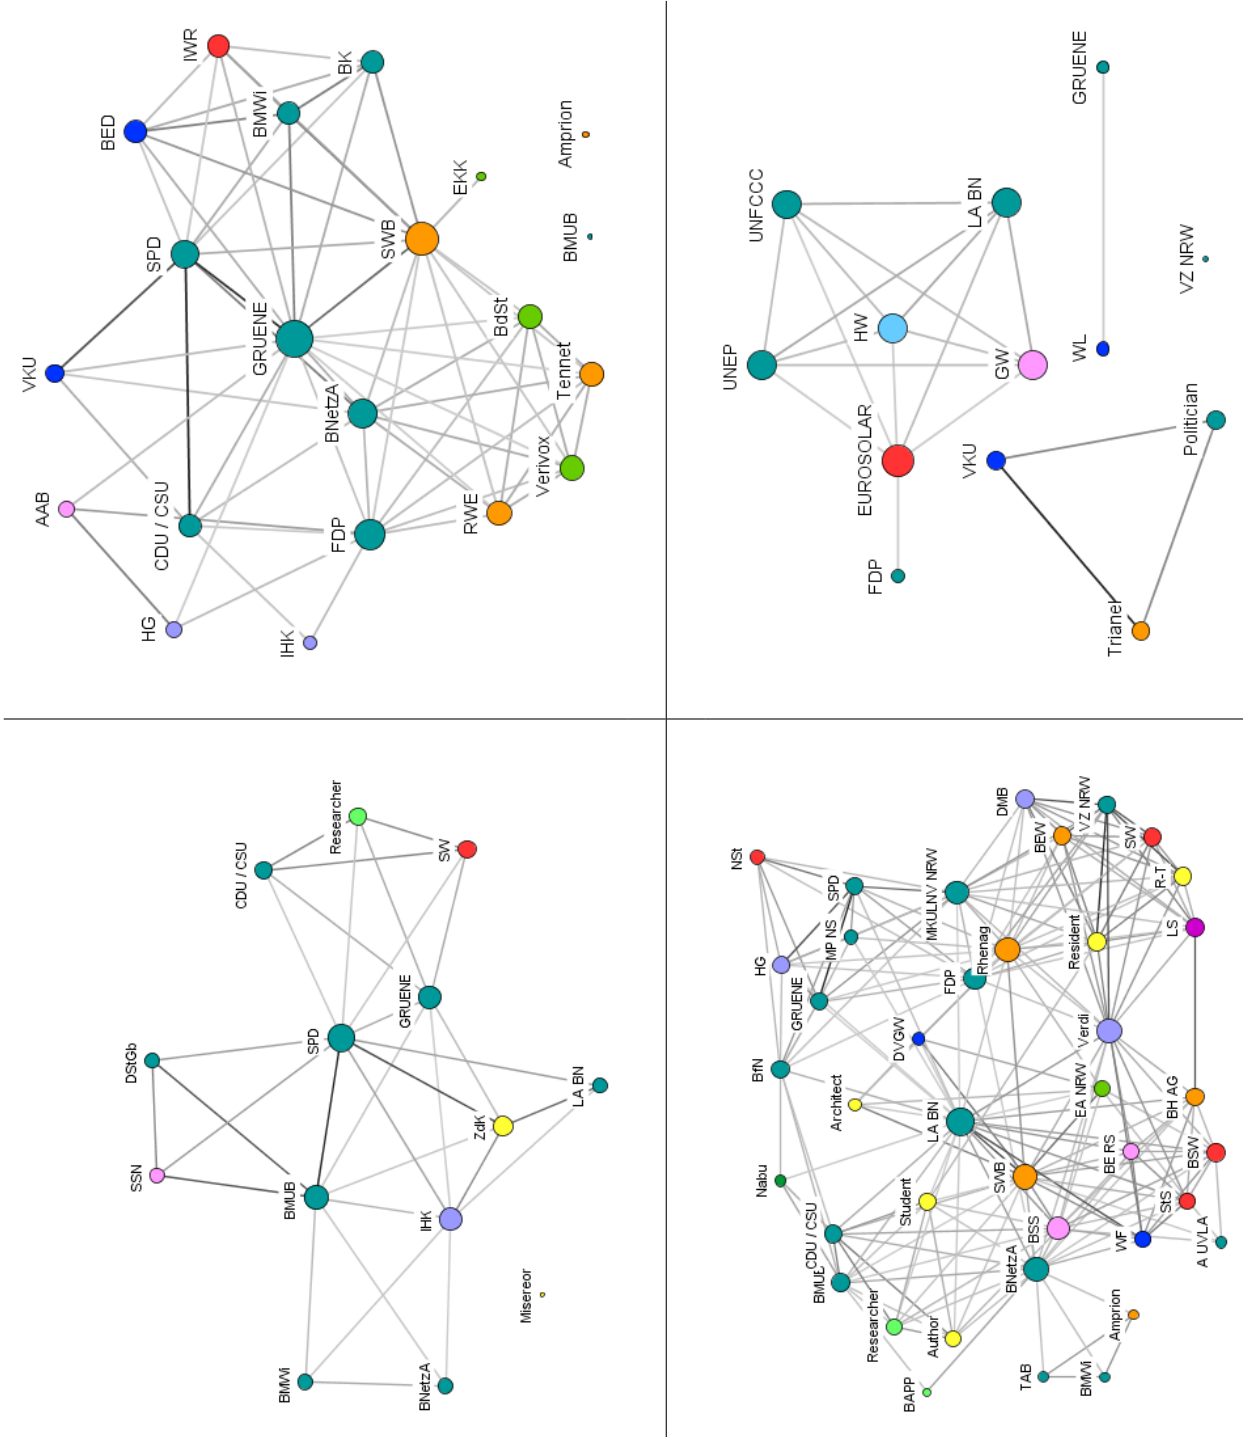 IWR
BK
BED
BMWi
Amprion
EKK
SPD
SWB
BMUB
GRUENE
BdSt
VKU
BNetzA
Tennet
AAB
CDU / CSU
Verivox
RWE
FDP
HG
IHK
GRUENE
UNFCCC
LA BN
VZ NRW
HW
UNEP
GW
WL
EUROSOLAR
VKU
Politician
FDP
Trianel
Researcher
CDU / CSU
SW
GRUENE
SPD
DStGb
LA BN
ZdK
SSN
BMUB
IHK
Misereor
BMWi
BNetzA
DMB
VZ NRW
NSt
BEW
SW
SPD
MKULNV NRW
R-T
MP NS
Rhenag
Resident
LS
HG
FDP
GRUENE
Verdi
DVGW
BfN
EA NRW
BH AG
Architect
LA BN
BE RS
BSW
Nabu
SWB
StS
Student
CDU / CSU
BSS
WF
A UVLA
BMUB
BNetzA
Researcher
Author
Amprion
TAB
BMWi
BAPP